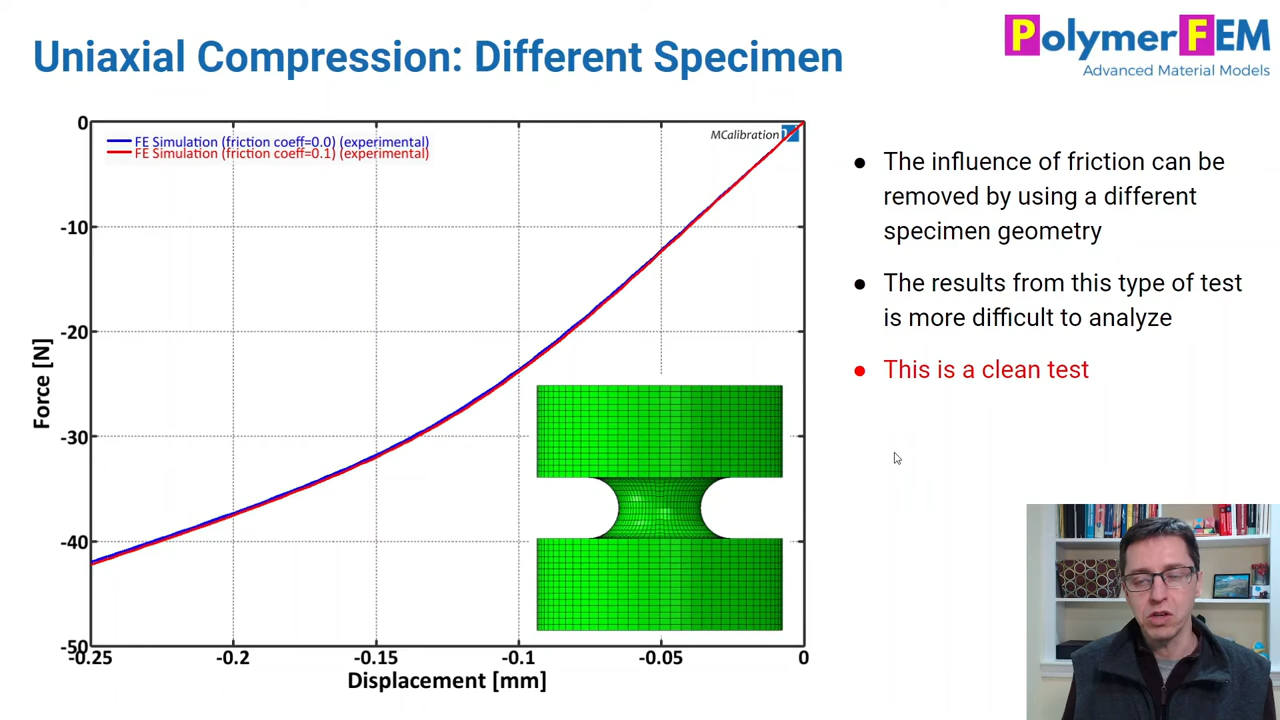 Uniaxial Compression: Different Specimen
PolymerFEM
Advanced Material Models
FE Simulation (friction coeff=0.0) (experimental)
FE Simulation (friction coeff=0.1) (experimental)
MCalibration
0
-10
-20
-30
-40
-50
Force [N]
-0.25
-0.2
-0.15
-0.1
-0.05
0
Displacement [mm]
● The influence of friction can be
removed by using a different
specimen geometry
● The results from this type of test
is more difficult to analyze
● This is a clean test